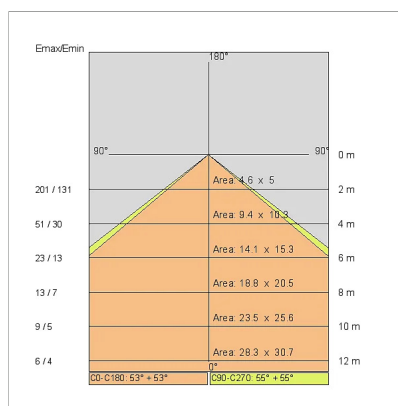 Emax/Emin
180°
90° 90° 0 m
Area: 4.6 x 5
201 / 131 2 m
Area: 9.4 x 10.3
51 / 30 4 m
Area: 14.1 x 15.3
23 / 13 6 m
Area: 18.8 x 20.5
13 / 7 8 m
Area: 23.5 x 25.6
9 / 5 10 m
Area: 28.3 x 30.7
6 / 4 12 m
0°
C0-C180: 53° + 53° C90-C270: 55° + 55°